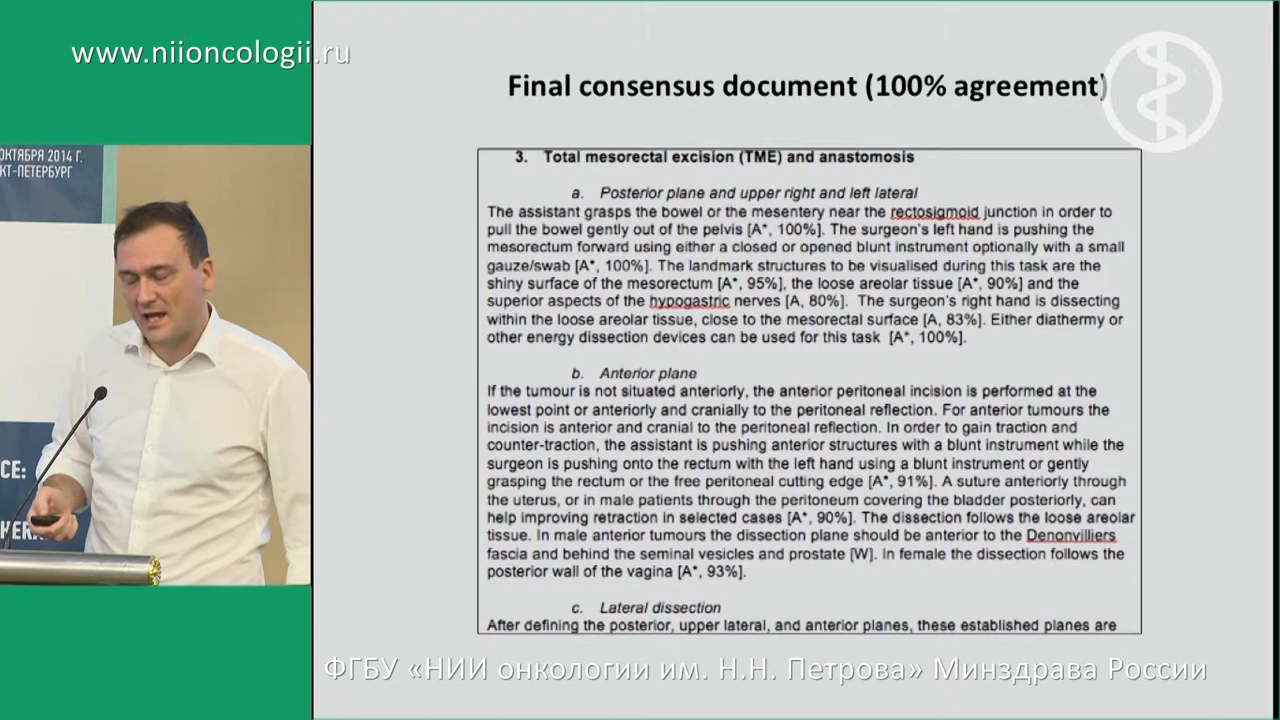 www.niioncologii.ru
Final consensus document (100% agreement)
ОКТЯБРЯ 2014 Г.
КТ-ПЕТЕРБУРГ
CE:
3. Total mesorectal excision (TME) and anastomosis
a. Posterior plane and upper right and left lateral
The assistant grasps the bowel or the mesentery near the rectosigmoid junction in order to
pull the bowel gently out of the pelvis [A*, 100%]. The surgeon's left hand is pushing the
mesorectum forward using either a closed or opened blunt instrument optionally with a small
gauze/swab [A*, 100%]. The landmark structures to be visualised during this task are the
shiny surface of the mesorectum [A*, 95%], the loose areolar tissue [A*, 90%] and the
superior aspects of the hypogastric nerves [A, 80%]. The surgeon's right hand is dissecting
within the loose areolar tissue, close to the mesorectal surface [A, 83%]. Either diathermy or
other energy dissection devices can be used for this task [A*, 100%].
b. Anterior plane
If the tumour is not situated anteriorly, the anterior peritoneal incision is performed at the
lowest point or anteriorly and cranially to the peritoneal reflection. For anterior tumours the
incision is anterior and cranial to the peritoneal reflection. In order to gain traction and
counter-traction, the assistant is pushing anterior structures with a blunt instrument while the
surgeon is pushing onto the rectum with the left hand using a blunt instrument or gently
grasping the rectum or the free peritoneal cutting edge [A*, 91%]. A suture anteriorly through
the uterus, or in male patients through the peritoneum covering the bladder posteriorly, can
help improving retraction in selected cases [A*, 90%]. The dissection follows the loose areolar
tissue. In male anterior tumours the dissection plane should be anterior to the Denonvilliers
fascia and behind the seminal vesicles and prostate [W]. In female the dissection follows the
posterior wall of the vagina [A*, 93%].
c. Lateral dissection
After defining the posterior, upper lateral, and anterior planes, these established planes are
ФГБУ «НИИ онкологии им. Н.Н. Петрова» Минздрава России